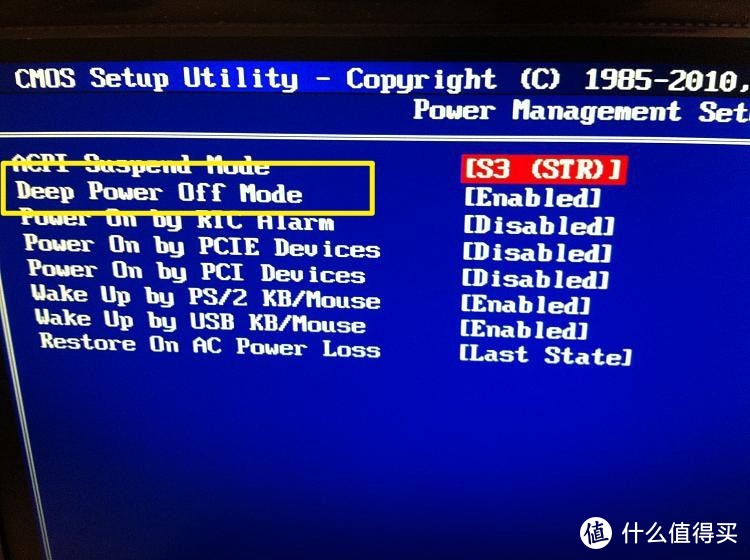 CMOS Setup Utility - Copyright (C) 1985-2010,
Power Management Set
ACPI Suspend Mode [S3 (STR)]
Deep Power Off Mode [Enabled]
Power On by RTC Alarm [Disabled]
Power On by PCIE Devices [Disabled]
Power On by PCI Devices [Disabled]
Wake Up by PS/2 KB/Mouse [Enabled]
Wake Up by USB KB/Mouse [Enabled]
Restore On AC Power Loss [Last State]
值 什么值得买